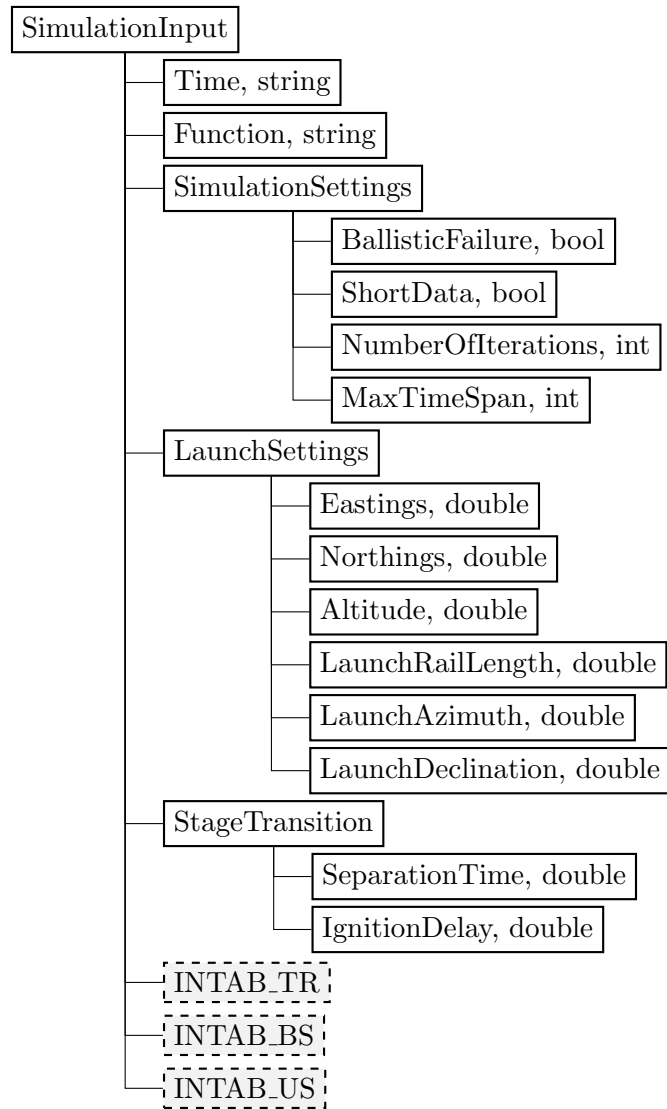 SimulationInput
Time, string
Function, string
SimulationSettings
BallisticFailure, bool
ShortData, bool
NumberOfIterations, int
MaxTimeSpan, int
LaunchSettings
Eastings, double
Northings, double
Altitude, double
LaunchRailLength, double
LaunchAzimuth, double
LaunchDeclination, double
StageTransition
SeparationTime, double
IgnitionDelay, double
INTAB_TR
INTAB_BS
INTAB_US